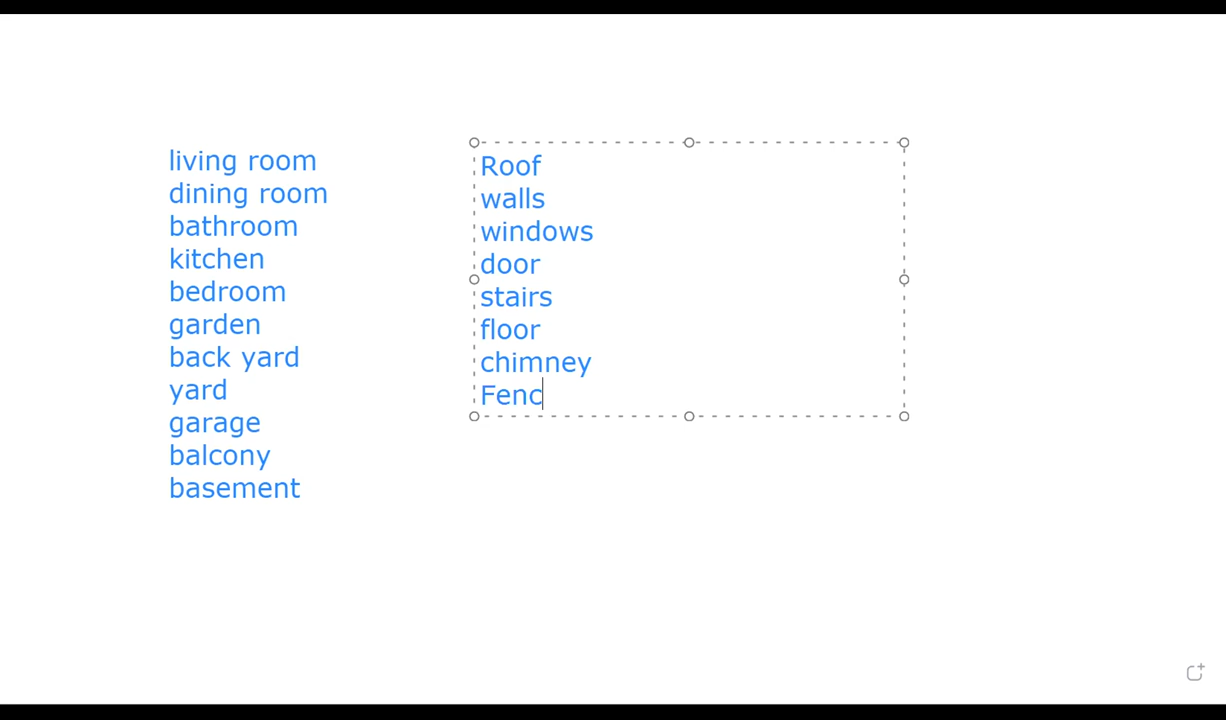 living room
dining room
bathroom
kitchen
bedroom
garden
back yard
yard
garage
balcony
basement
Roof
walls
windows
door
stairs
floor
chimney
Fenc